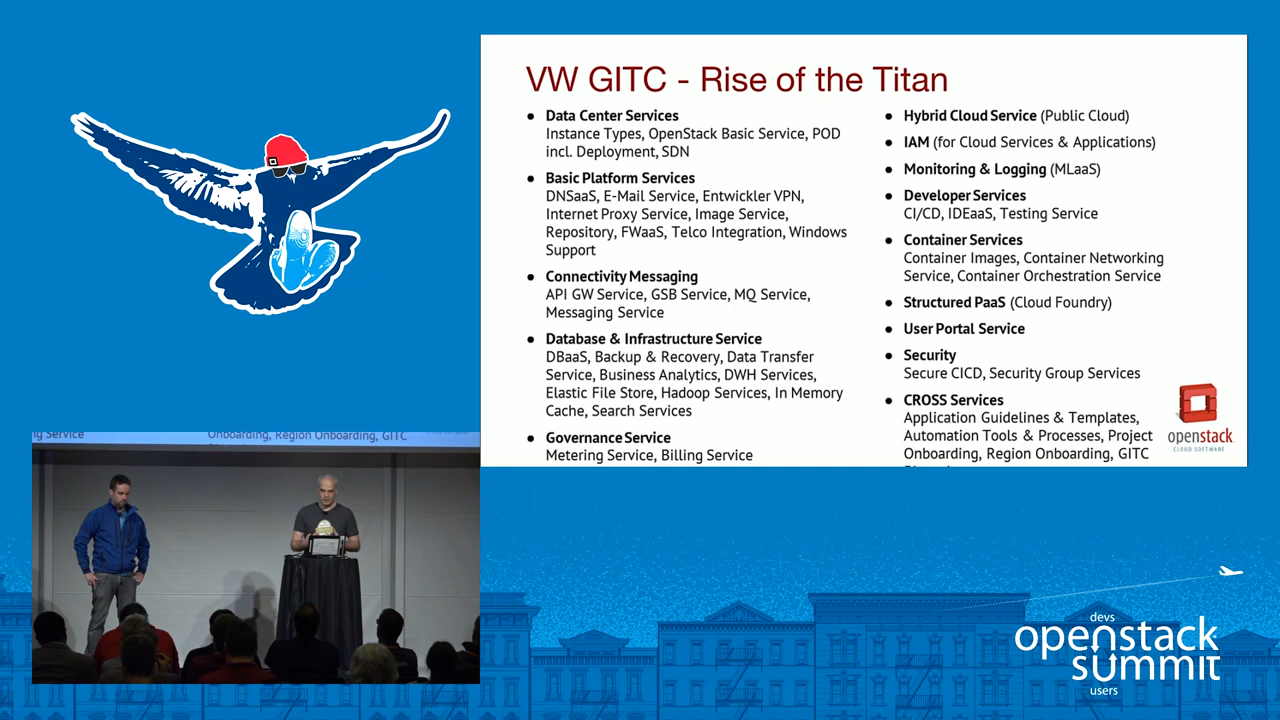 VW GITC - Rise of the Titan
● Data Center Services
Instance Types, OpenStack Basic Service, POD
incl. Deployment, SDN
● Basic Platform Services
DNSaaS, E-Mail Service, Entwickler VPN,
Internet Proxy Service, Image Service,
Repository, FWaaS, Telco Integration, Windows
Support
● Connectivity Messaging
API GW Service, GSB Service, MQ Service,
Messaging Service
● Database & Infrastructure Service
DBaaS, Backup & Recovery, Data Transfer
Service, Business Analytics, DWH Services,
Elastic File Store, Hadoop Services, In Memory
Cache, Search Services
● Governance Service
Metering Service, Billing Service
● Hybrid Cloud Service (Public Cloud)
● IAM (for Cloud Services & Applications)
● Monitoring & Logging (MLaaS)
● Developer Services
CI/CD, IDEaaS, Testing Service
● Container Services
Container Images, Container Networking
Service, Container Orchestration Service
● Structured PaaS (Cloud Foundry)
● User Portal Service
● Security
Secure CICD, Security Group Services
● CROSS Services
Application Guidelines & Templates,
Automation Tools & Processes, Project
Onboarding, Region Onboarding, GITC
openstack
CLOUD SOFTWARE
ng Service
Onboarding, Region Onboarding, GITC
devs
openstack
summit
users